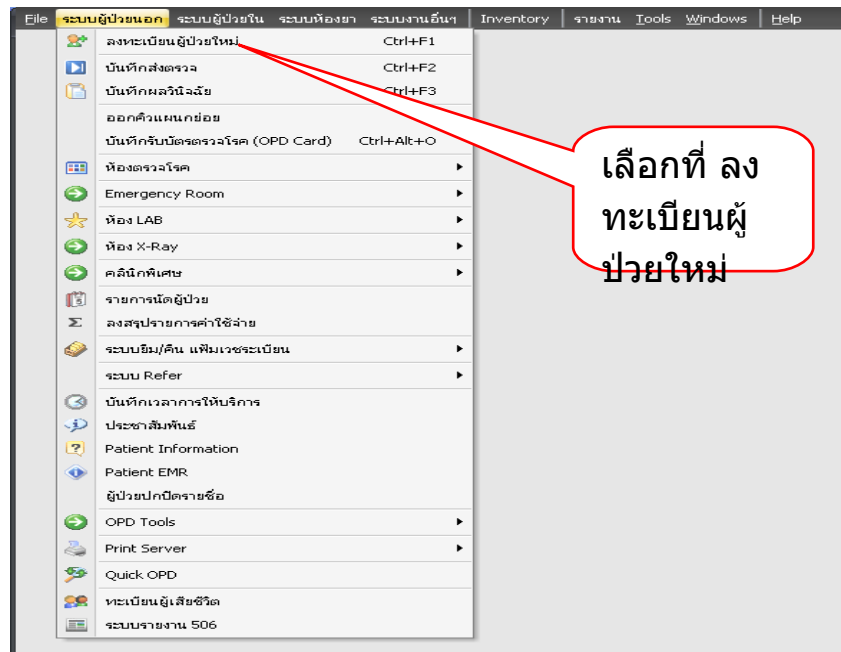 File ระบบผู้ป่วยนอก ระบบผู้ป่วยใน ระบบห้องยา ระบบงานอื่นๆ Inventory รายงาน Tools Windows Help
ลงทะเบียนผู้ป่วยใหม่ Ctrl+F1
บันทึกส่งตรวจ Ctrl+F2
บันทึกผลวินิจฉัย Ctrl+F3
ออกคิวแผนกย่อย
บันทึกรับบัตรตรวจโรค (OPD Card) Ctrl+Alt+O
ห้องตรวจโรค
Emergency Room
ห้อง LAB
ห้อง X-Ray
คลินิกพิเศษ
รายการนัดผู้ป่วย
ลงสรุปรายการค่าใช้จ่าย
ระบบยืม/คืน แฟ้มเวชระเบียน
ระบบ Refer
บันทึกเวลาการให้บริการ
ประชาสัมพันธ์
Patient Information
Patient EMR
ผู้ป่วยปกปิดรายชื่อ
OPD Tools
Print Server
Quick OPD
ทะเบียนผู้เสียชีวิต
ระบบรายงาน 506
เลือกที่ ลง
ทะเบียนผู้
ป่วยใหม่